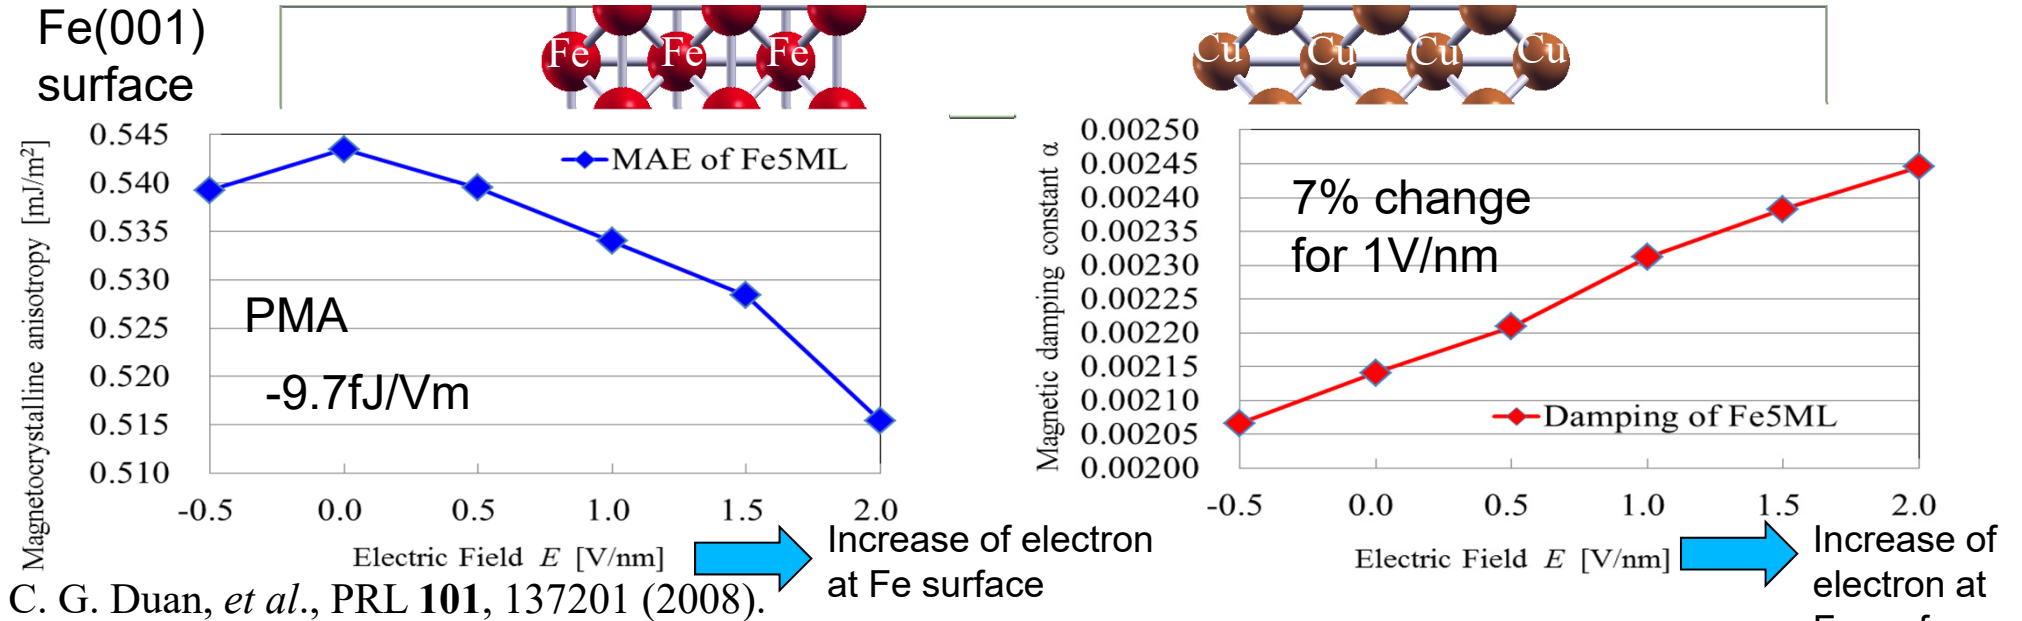 Fe(001)
surface
Fe Fe Fe
Cu Cu Cu Cu
Magnetocrystalline anisotropy [mJ/m²]
0.545
0.540
0.535
0.530
0.525
0.520
0.515
0.510
MAE of Fe5ML
PMA
-9.7fJ/Vm
-0.5 0.0 0.5 1.0 1.5 2.0
Electric Field E [V/nm]
Increase of electron
at Fe surface
C. G. Duan, et al., PRL 101, 137201 (2008).
Magnetic damping constant α
0.00250
0.00245
0.00240
0.00235
0.00230
0.00225
0.00220
0.00215
0.00210
0.00205
0.00200
7% change
for 1V/nm
Damping of Fe5ML
-0.5 0.0 0.5 1.0 1.5 2.0
Electric Field E [V/nm]
Increase of
electron at